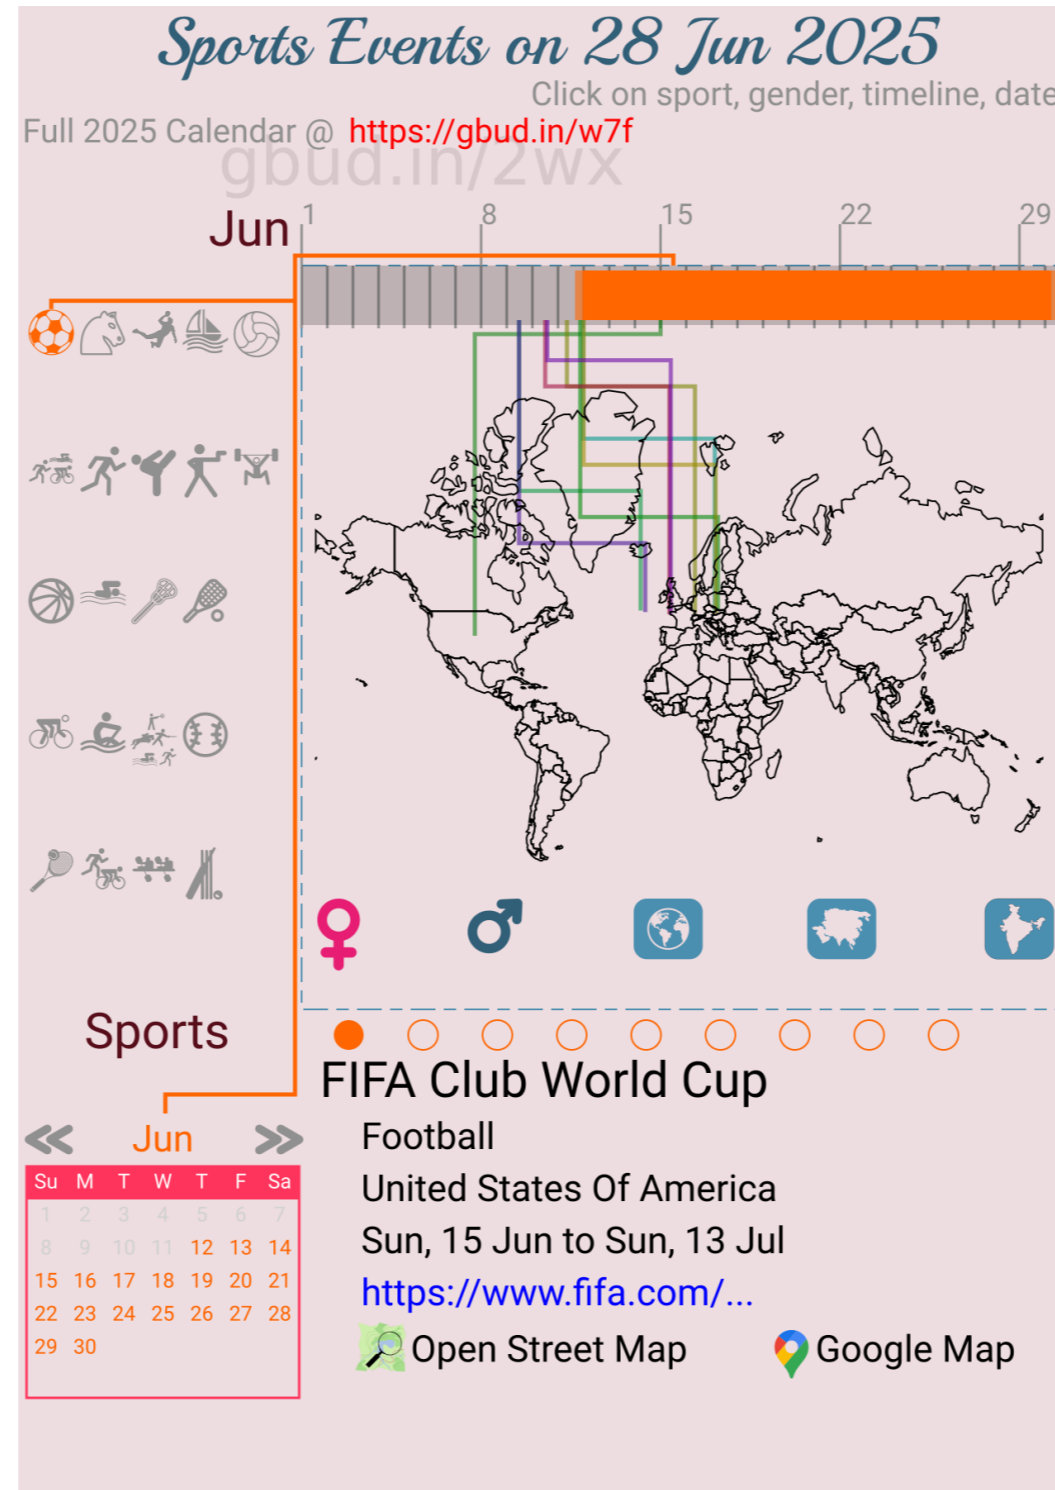 Sports Events on 28 Jun 2025
Click on sport, gender, timeline, date
Full 2025 Calendar @ https://gbud.in/w7f
gbud.in/2wx
Jun
1 8 15 22 29
Sports
FIFA Club World Cup
Football
United States Of America
Sun, 15 Jun to Sun, 13 Jul
https://www.fifa.com/...
Open Street Map
Google Map
Jun
Su M T W T F Sa
1 2 3 4 5 6 7
8 9 10 11 12 13 14
15 16 17 18 19 20 21
22 23 24 25 26 27 28
29 30